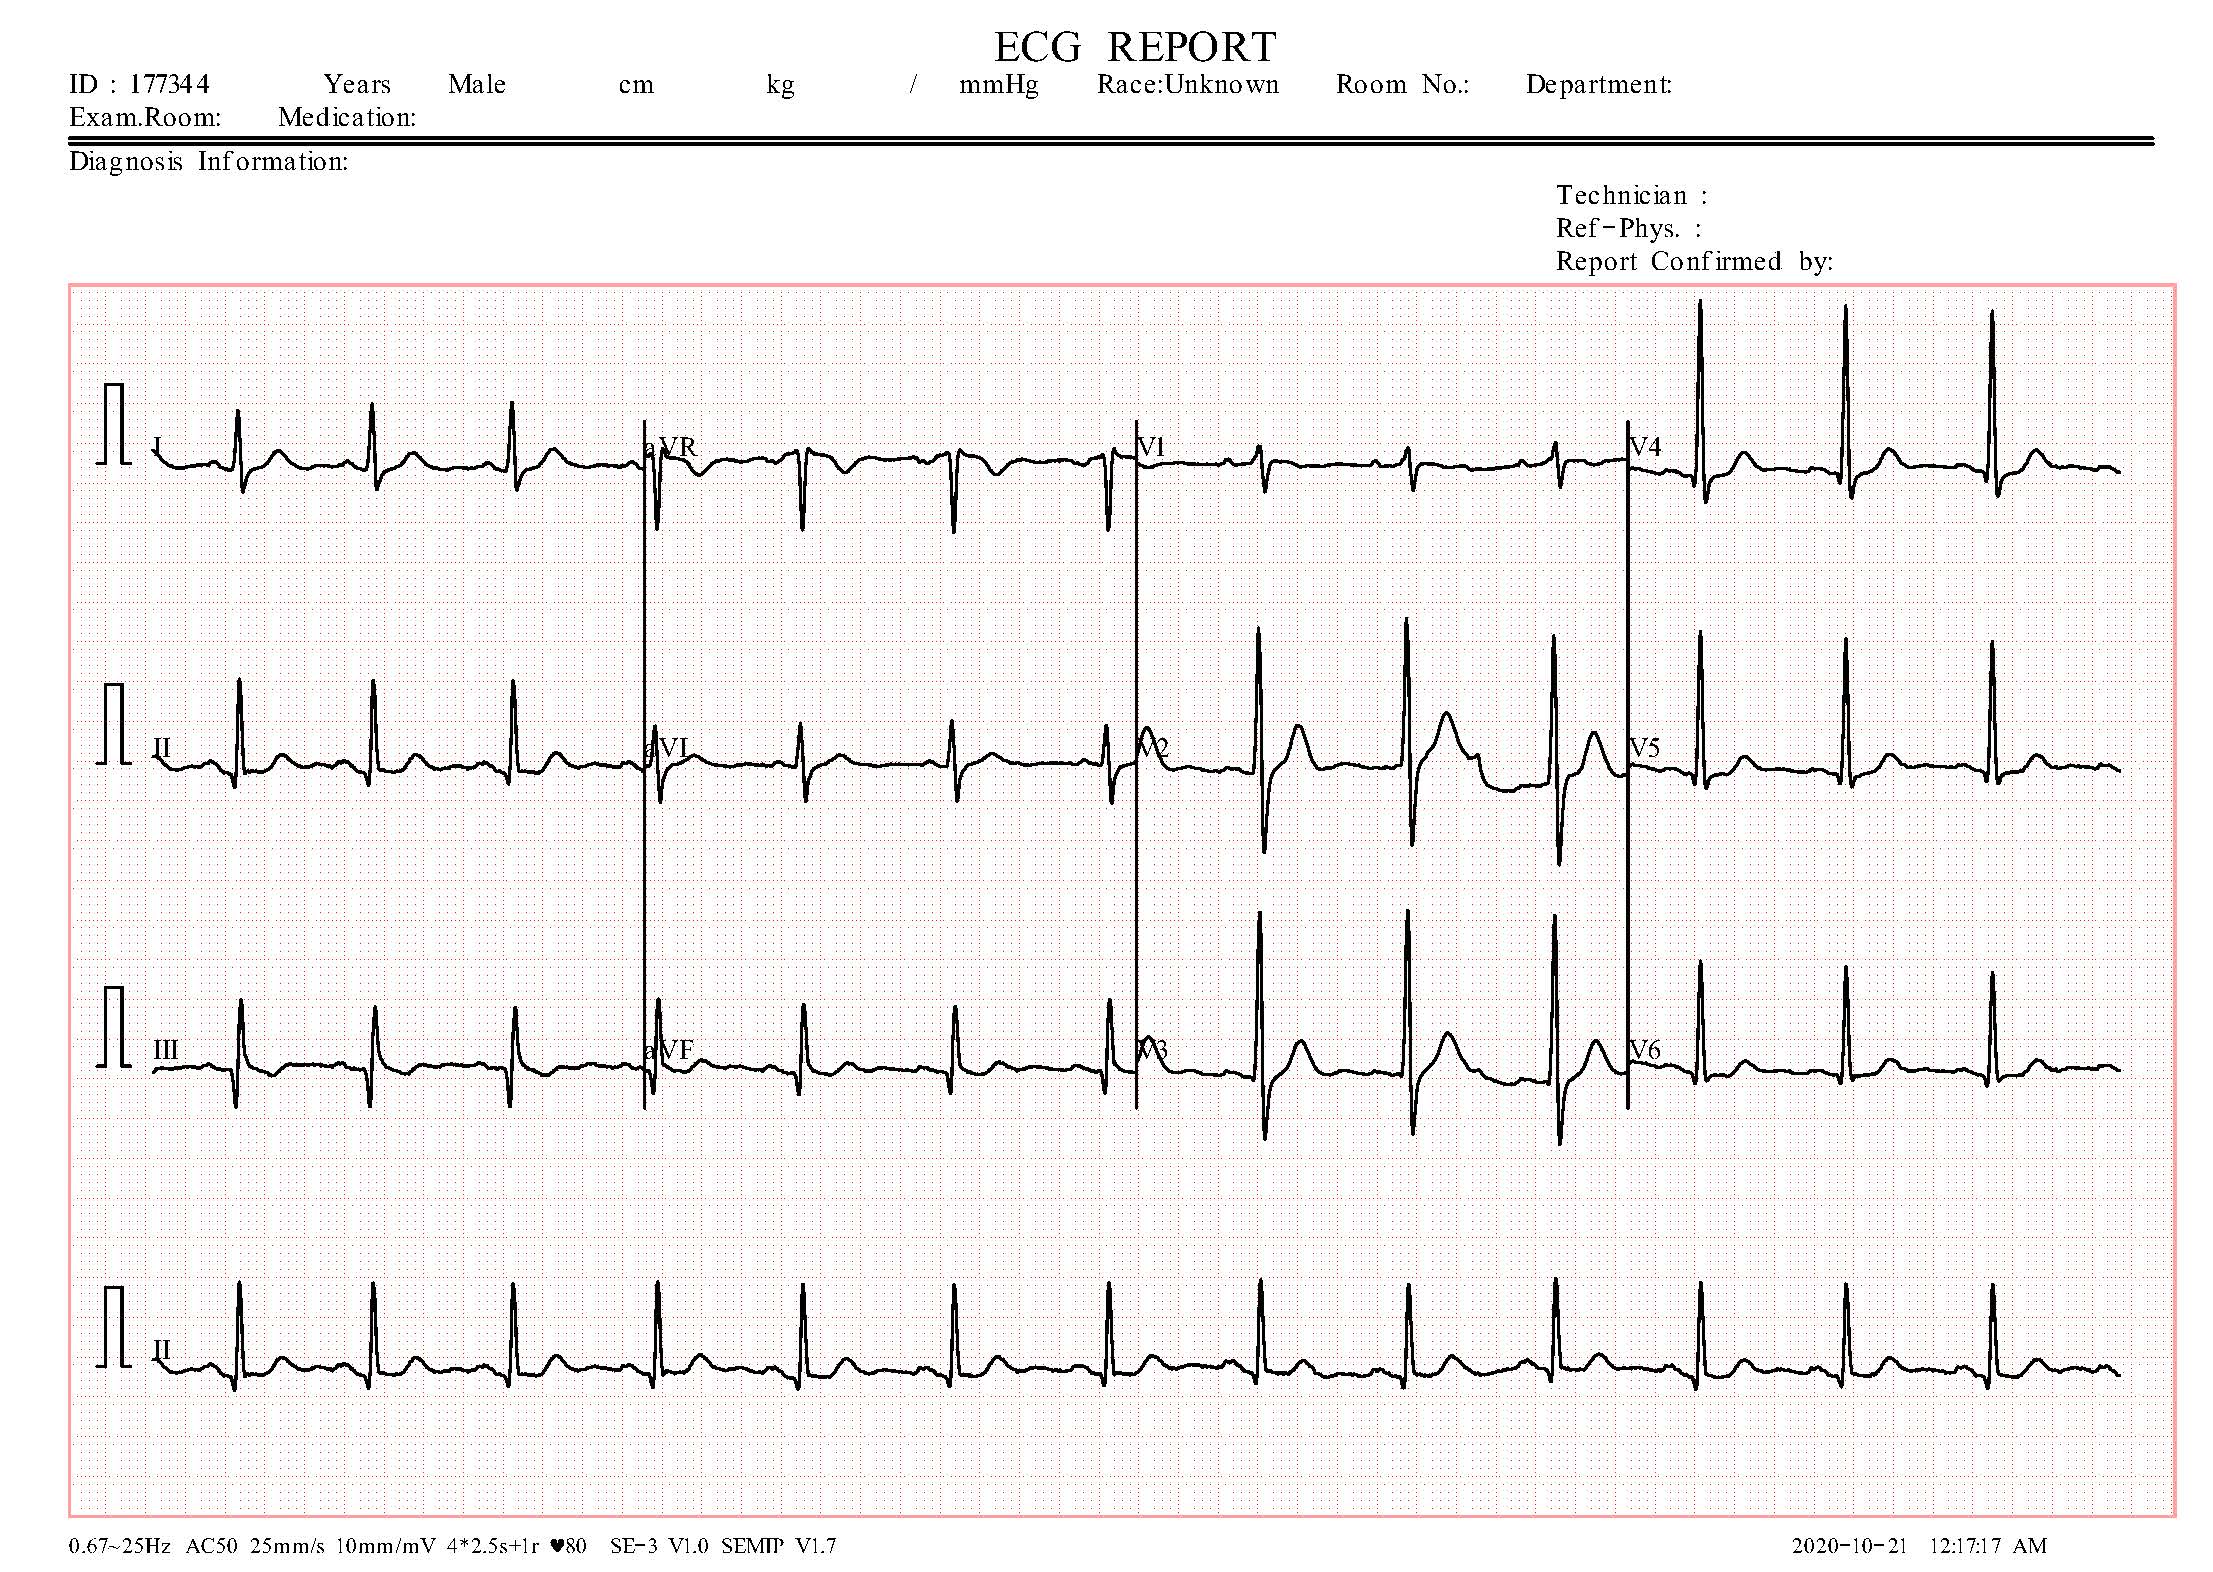 ECG REPORT
ID : 177344 Years Male cm kg / mmHg Race:Unknown Room No.: Department:
Exam.Room: Medication:
Diagnosis Information:
Technician :
Ref-Phys. :
Report Confirmed by:
I aVR V1 V4
II aVL V2 V5
III aVF V3 V6
II
0.67~25Hz AC50 25mm/s 10mm/mV 4*2.5s+1r ♥80 SE-3 V1.0 SEMIP V1.7
2020-10-21 12:17:17 AM